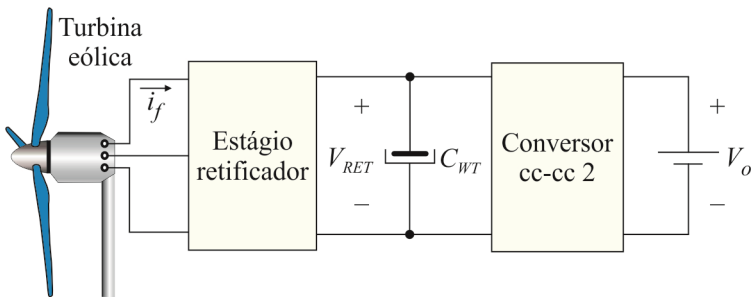 Turbina
eólica
i_f
Estágio
retificador
+
V_RET
−
C_WT
Conversor
cc-cc 2
+
V_o
−